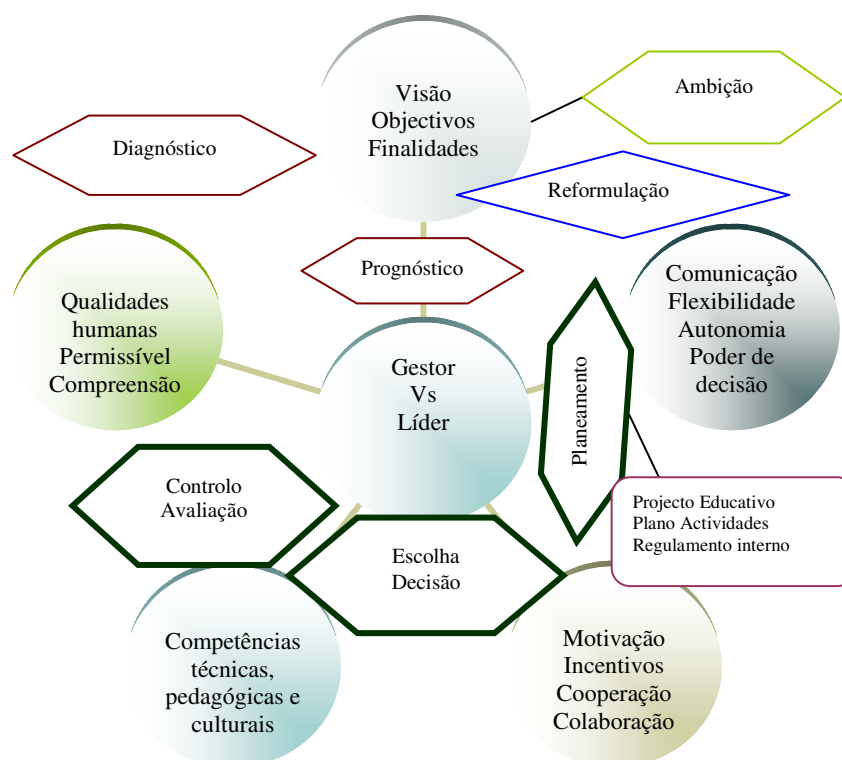 Visão
Objectivos
Finalidades
Ambição
Diagnóstico
Reformulação
Prognóstico
Qualidades
humanas
Permissível
Compreensão
Comunicação
Flexibilidade
Autonomia
Poder de
decisão
Gestor
Vs
Líder
Planeamento
Controlo
Avaliação
Projecto Educativo
Plano Actividades
Regulamento interno
Escolha
Decisão
Competências
técnicas,
pedagógicas e
culturais
Motivação
Incentivos
Cooperação
Colaboração